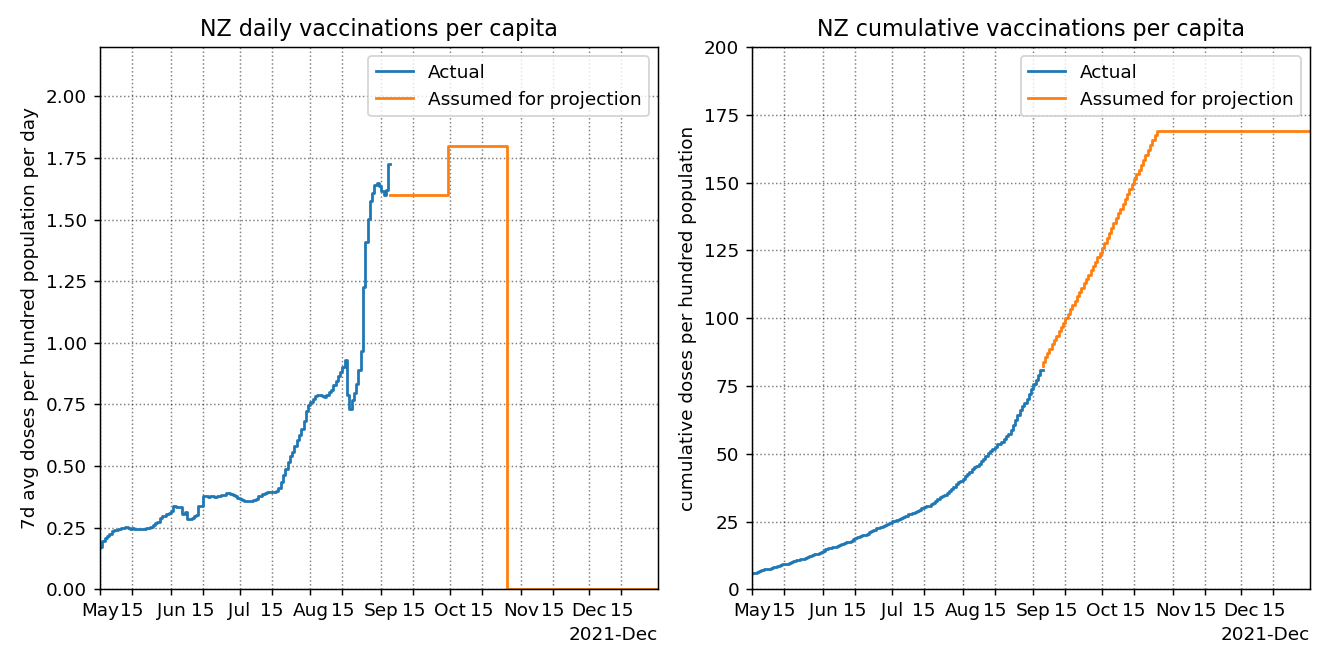 NZ daily vaccinations per capita
7d avg doses per hundred population per day
2.00
1.75
1.50
1.25
1.00
0.75
0.50
0.25
0.00
Actual
Assumed for projection
May 15 Jun 15 Jul 15 Aug 15 Sep 15 Oct 15 Nov 15 Dec 15
2021-Dec
NZ cumulative vaccinations per capita
cumulative doses per hundred population
200
175
150
125
100
75
50
25
0
Actual
Assumed for projection
May 15 Jun 15 Jul 15 Aug 15 Sep 15 Oct 15 Nov 15 Dec 15
2021-Dec